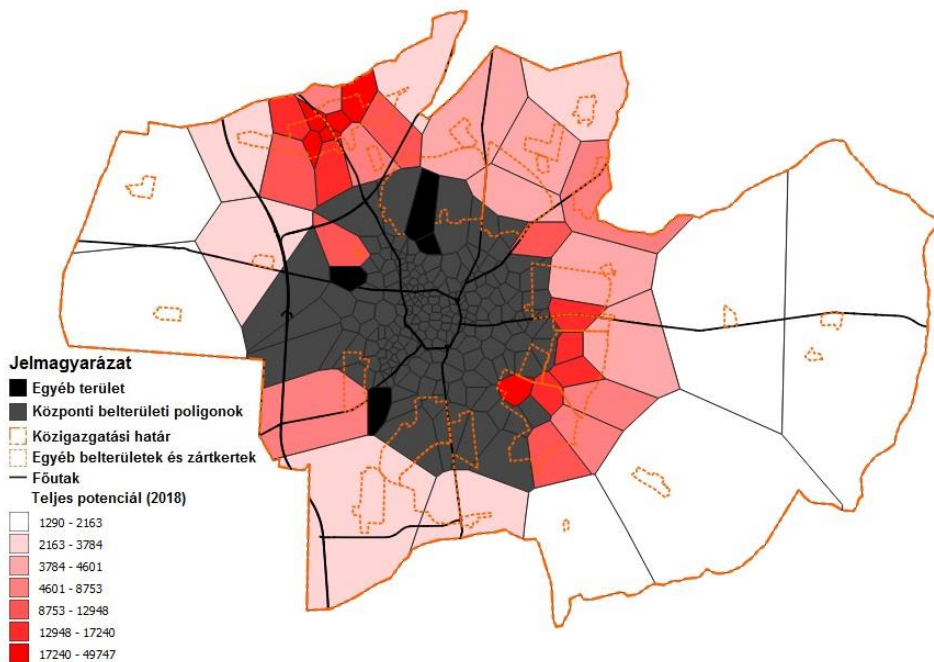 Jelmagyarázat
Egyéb terület
Központi belterületi poligonok
Közigazgatási határ
Egyéb belterületek és zártkertek
Főutak
Teljes potenciál (2018)
1290 - 2163
2163 - 3784
3784 - 4601
4601 - 8753
8753 - 12948
12948 - 17240
17240 - 49747